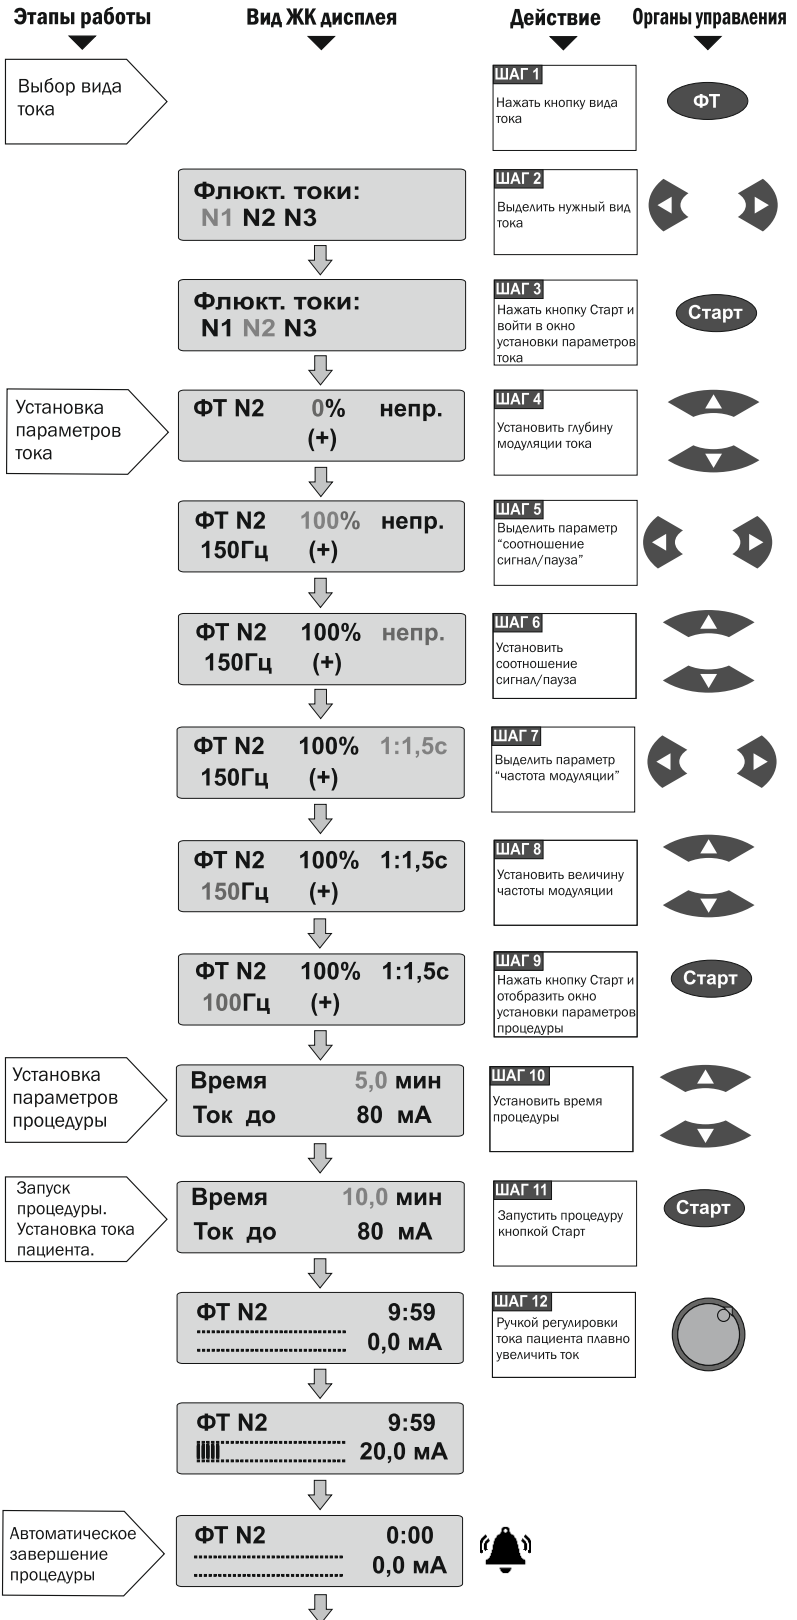 Этапы работы
Вид ЖК дисплея
Действие
Органы управления
Выбор вида
тока
ШАГ 1
Нажать кнопку вида
тока
ФТ
Флюкт. токи:
N1 N2 N3
ШАГ 2
Выделить нужный вид
тока
Флюкт. токи:
N1 N2 N3
ШАГ 3
Нажать кнопку Старт и
войти в окно
установки параметров
тока
Старт
Установка
параметров
тока
ФТ N2 0% непр.
(+)
ШАГ 4
Установить глубину
модуляции тока
ФТ N2 100% непр.
150Гц (+)
ШАГ 5
Выделить параметр
“соотношение
сигнал/пауза”
ФТ N2 100% непр.
150Гц (+)
ШАГ 6
Установить
соотношение
сигнал/пауза
ФТ N2 100% 1:1,5с
150Гц (+)
ШАГ 7
Выделить параметр
“частота модуляции”
ФТ N2 100% 1:1,5с
150Гц (+)
ШАГ 8
Установить величину
частоты модуляции
ФТ N2 100% 1:1,5с
100Гц (+)
ШАГ 9
Нажать кнопку Старт и
отобразить окно
установки параметров
процедуры
Старт
Установка
параметров
процедуры
Время 5,0 мин
Ток до 80 мА
ШАГ 10
Установить время
процедуры
Запуск
процедуры.
Установка тока
пациента.
Время 10,0 мин
Ток до 80 мА
ШАГ 11
Запустить процедуру
кнопкой Старт
Старт
ФТ N2 9:59
0,0 мА
ШАГ 12
Ручкой регулировки
тока пациента плавно
увеличить ток
ФТ N2 9:59
20,0 мА
Автоматическое
завершение
процедуры
ФТ N2 0:00
0,0 мА